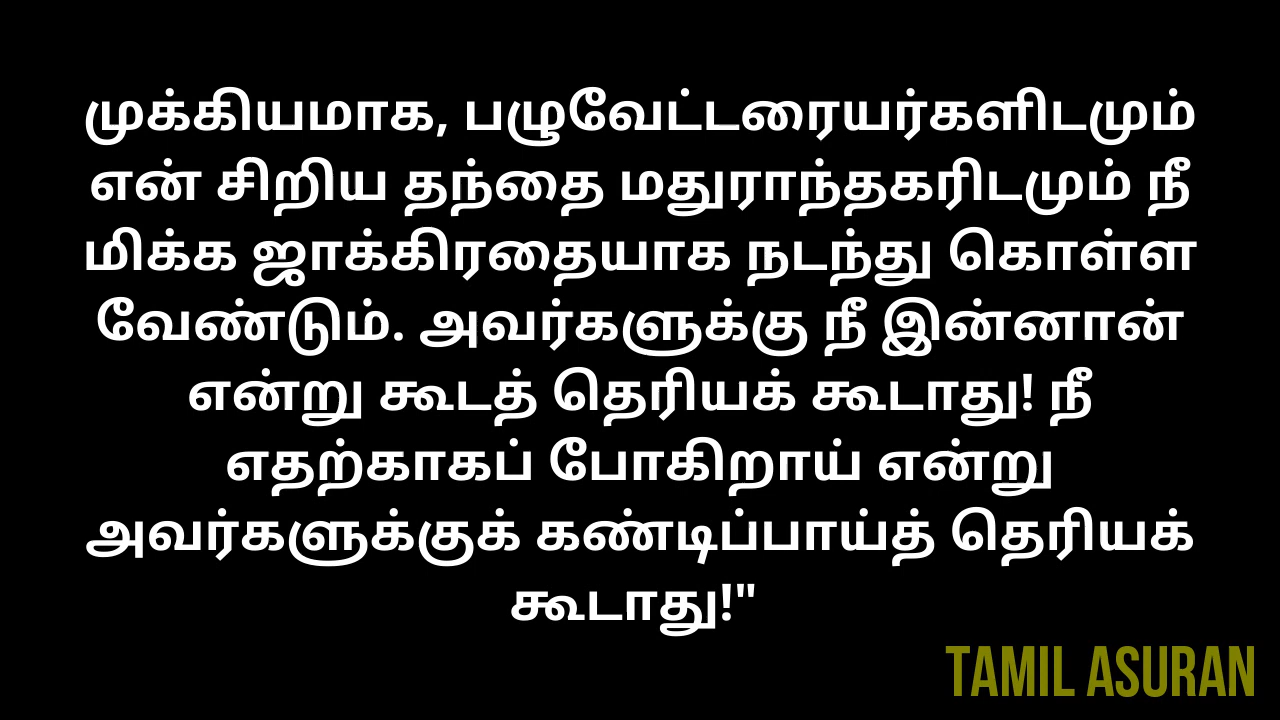 முக்கியமாக, பழுவேட்டரையர்களிடமும்
என் சிறிய தந்தை மதுராந்தகரிடமும் நீ
மிக்க ஜாக்கிரதையாக நடந்து கொள்ள
வேண்டும். அவர்களுக்கு நீ இன்னான்
என்று கூடத் தெரியக் கூடாது! நீ
எதற்காகப் போகிறாய் என்று
அவர்களுக்குக் கண்டிப்பாய்த் தெரியக்
கூடாது!"
TAMIL ASURAN